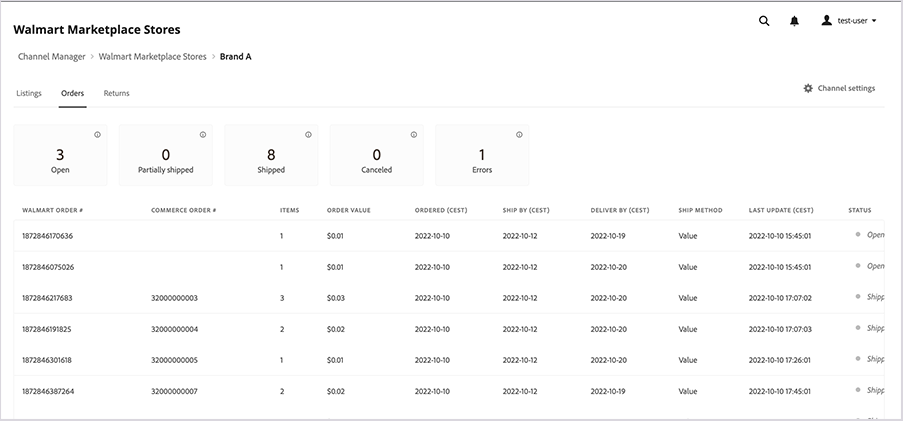 Walmart Marketplace Stores
test-user
Channel Manager > Walmart Marketplace Stores > Brand A
Listings Orders Returns
Channel settings
3 0 8 0 1
Open Partially shipped Shipped Canceled Errors
WALMART ORDER # COMMERCE ORDER # ITEMS ORDER VALUE ORDERED (CEST) SHIP BY (CEST) DELIVER BY (CEST) SHIP METHOD LAST UPDATE (CEST) STATUS
1872846170636 1 $0.01 2022-10-10 2022-10-12 2022-10-19 Value 2022-10-10 15:45:01 Open
1872846075026 1 $0.01 2022-10-10 2022-10-12 2022-10-20 Value 2022-10-10 15:45:01 Open
1872846217683 32000000003 3 $0.03 2022-10-10 2022-10-12 2022-10-20 Value 2022-10-10 17:07:02 Shipp
1872846191825 32000000004 2 $0.02 2022-10-10 2022-10-12 2022-10-20 Value 2022-10-10 17:07:03 Shipp
1872846301618 32000000005 1 $0.01 2022-10-10 2022-10-12 2022-10-20 Value 2022-10-10 17:26:01 Shipp
1872846387264 32000000007 2 $0.02 2022-10-10 2022-10-12 2022-10-19 Value 2022-10-10 17:45:01 Shipp